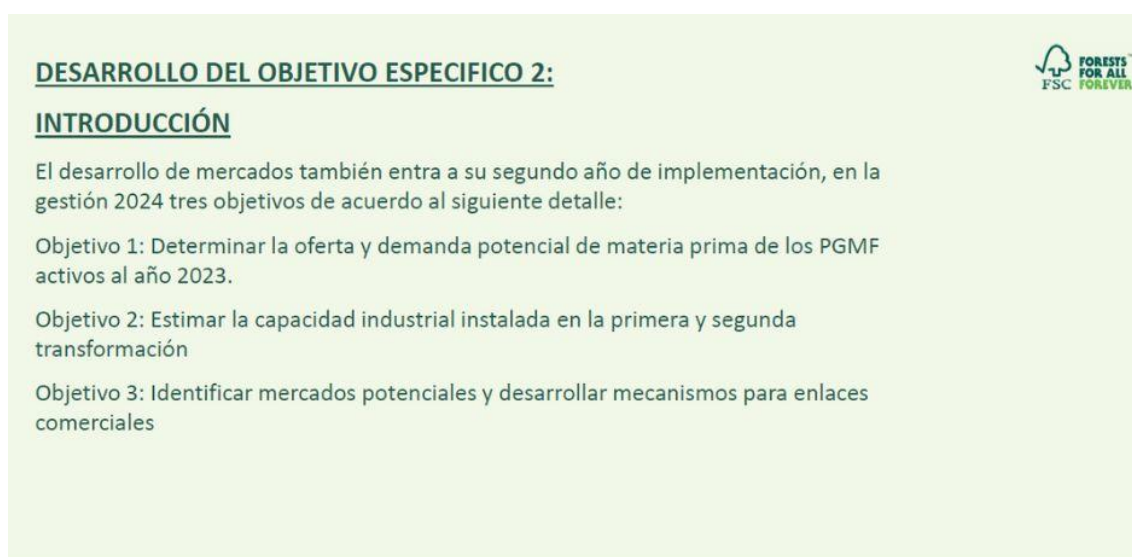 DESARROLLO DEL OBJETIVO ESPECIFICO 2:
FORESTS
FOR ALL
FOREVER
FSC
INTRODUCCIÓN
El desarrollo de mercados también entra a su segundo año de implementación, en la
gestión 2024 tres objetivos de acuerdo al siguiente detalle:
Objetivo 1: Determinar la oferta y demanda potencial de materia prima de los PGMF
activos al año 2023.
Objetivo 2: Estimar la capacidad industrial instalada en la primera y segunda
transformación
Objetivo 3: Identificar mercados potenciales y desarrollar mecanismos para enlaces
comerciales